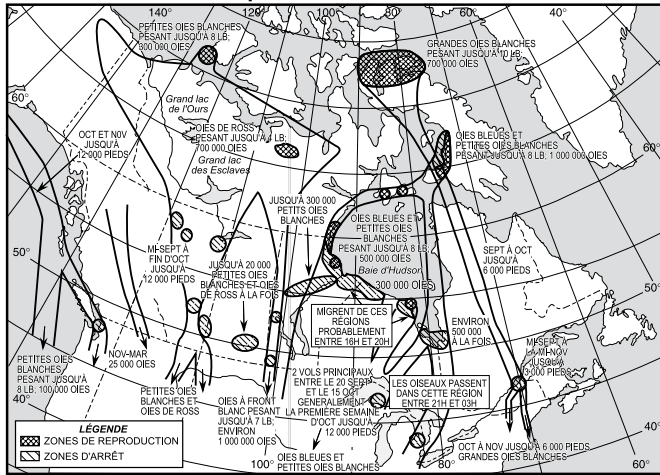 140°
120°
100°
80°
60°
40°
PETITES OIES BLANCHES
PESANT JUSQU'À 8 LB;
300 000 OIES
GRANDES OIES BLANCHES
PESANT JUSQU'À 10 LB;
700 000 OIES
Grand lac
de l'Ours
60°
OCT ET NOV
JUSQU'À
12 000 PIEDS
OIES DE ROSS
PESANT JUSQU'À 4 LB;
700 000 OIES
Grand lac
des Esclaves
OIES BLEUES ET
PETITES OIES BLANCHES
PESANT JUSQU'À 8 LB; 1 000 000 OIES
60°
JUSQU'À 300 000
PETITS OIES
BLANCHES
OIES BLEUES ET
PETITES OIES
BLANCHES
PESANT JUSQU'À 8 LB;
500 000 OIES
Baie d'Hudson
300 000 OIES
50°
MI-SEPT À
FIN D'OCT
JUSQU'À
12 000 PIEDS
JUSQU'À 20 000
PETITES OIES
BLANCHES ET OIES
DE ROSS À LA FOIS
SEPT À OCT
JUSQU'À
6 000 PIEDS
50°
MIGRENT DE CES
RÉGIONS
PROBABLEMENT
ENTRE 16H ET 20H
ENVIRON
500 000
À LA FOIS
MI-SEPT À
LA MI-NOV
JUSQU'À
3 000 PIEDS
PETITES OIES
BLANCHES
PESANT JUSQU'À
8 LB; 100 000 OIES
NOV-MAR
25 000 OIES
40°
PETITES OIES
BLANCHES ET
OIES DE ROSS
OIES À FRONT
BLANC PESANT
JUSQU'À 7 LB;
ENVIRON
1 000 000 OIES
2 VOLS PRINCIPAUX
ENTRE LE 20 SEPT
ET LE 15 OCT
GENERALEMENT
LA PREMIÈRE SEMAINE
D'OCT JUSQU'À
12 000 PIEDS
LES OISEAUX PASSENT
DANS CETTE RÉGION
ENTRE 21H ET 03H
40°
OIES BLEUES ET
PETITES OIES BLANCHES
OCT À NOV JUSQU'À 6 000 PIEDS
GRANDES OIES BLANCHES
LÉGENDE
ZONES DE REPRODUCTION
ZONES D'ARRÊT
100°
80°
60°